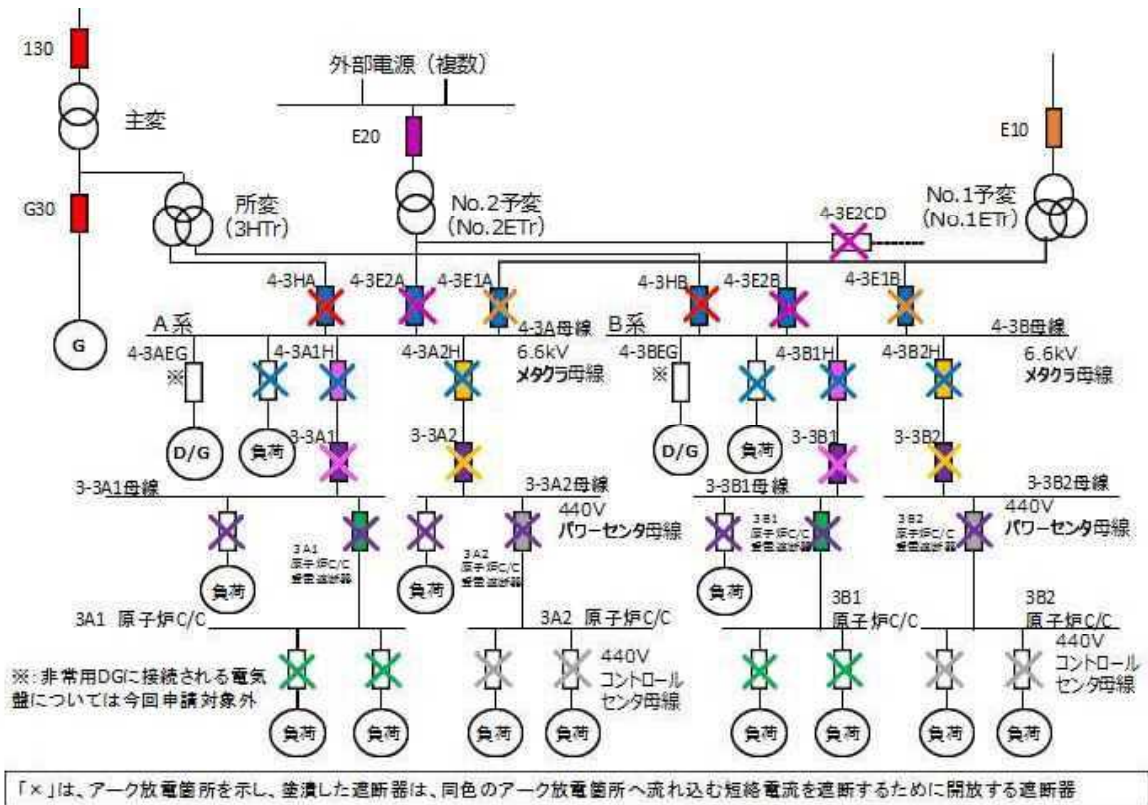 130
主変
G30
所変
(3HTr)
外部電源（複数）
E20
No.2予変
(No.2ETr)
E10
No.1予変
(No.1ETr)
4-3E2CD
4-3HA
4-3E2A
4-3E1A
4-3HB
4-3E2B
4-3E1B
G
A系
4-3A母線
B系
4-3B母線
4-3AEG
※
4-3A1H
4-3A2H
6.6kV
メタクラ母線
4-3BEG
※
4-3B1H
4-3B2H
6.6kV
メタクラ母線
D/G
負荷
3-3A1
3-3A2
D/G
負荷
3-3B1
3-3B2
3-3A1母線
3-3A2母線
440V
パワーセンタ母線
3-3B1母線
3-3B2母線
440V
パワーセンタ母線
3A1
原子炉C/C
受電遮断器
3A2
原子炉C/C
受電遮断器
3B1
原子炉C/C
受電遮断器
3B2
原子炉C/C
受電遮断器
負荷
負荷
負荷
3A1 原子炉C/C
3A2 原子炉C/C
3B1
原子炉C/C
3B2
原子炉C/C
440V
コントロール
センタ母線
440V
コントロール
センタ母線
※：非常用DGに接続される電気
盤については今回申請対象外
負荷
負荷
負荷
負荷
負荷
負荷
負荷
負荷
「×」は、アーク放電箇所を示し、塗潰した遮断器は、同色のアーク放電箇所へ流れ込む短絡電流を遮断するために開放する遮断器